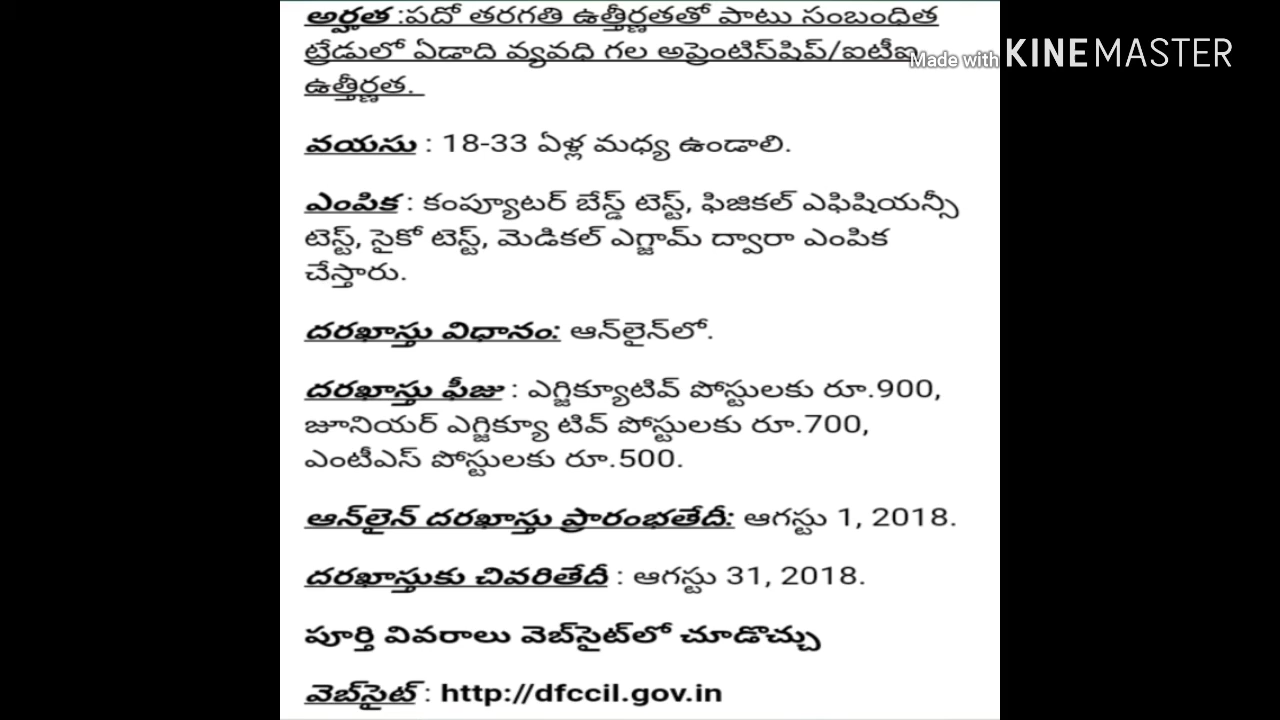 అర్హత :పదో తరగతి ఉత్తీర్ణతతో పాటు సంబంధిత
ట్రేడులో ఏడాది వ్యవధి గల అప్రెంటిస్‌షిప్/ఐటీఐ
Made with KINEMASTER
ఉత్తీర్ణత.
వయసు : 18-33 ఏళ్ల మధ్య ఉండాలి.
ఎంపిక : కంప్యూటర్ బేస్డ్ టెస్ట్, ఫిజికల్ ఎఫిషియన్సీ
టెస్ట్, సైకో టెస్ట్, మెడికల్ ఎగ్జామ్ ద్వారా ఎంపిక
చేస్తారు.
దరఖాస్తు విధానం: ఆన్‌లైన్‌లో.
దరఖాస్తు ఫీజు : ఎగ్జిక్యూటివ్ పోస్టులకు రూ.900,
జూనియర్ ఎగ్జిక్యూ టివ్ పోస్టులకు రూ.700,
ఎంటీఎస్ పోస్టులకు రూ.500.
ఆన్‌లైన్ దరఖాస్తు ప్రారంభతేదీ: ఆగస్టు 1, 2018.
దరఖాస్తుకు చివరితేదీ : ఆగస్టు 31, 2018.
పూర్తి వివరాలు వెబ్‌సైట్‌లో చూడొచ్చు
వెబ్‌సైట్ : http://dfccil.gov.in